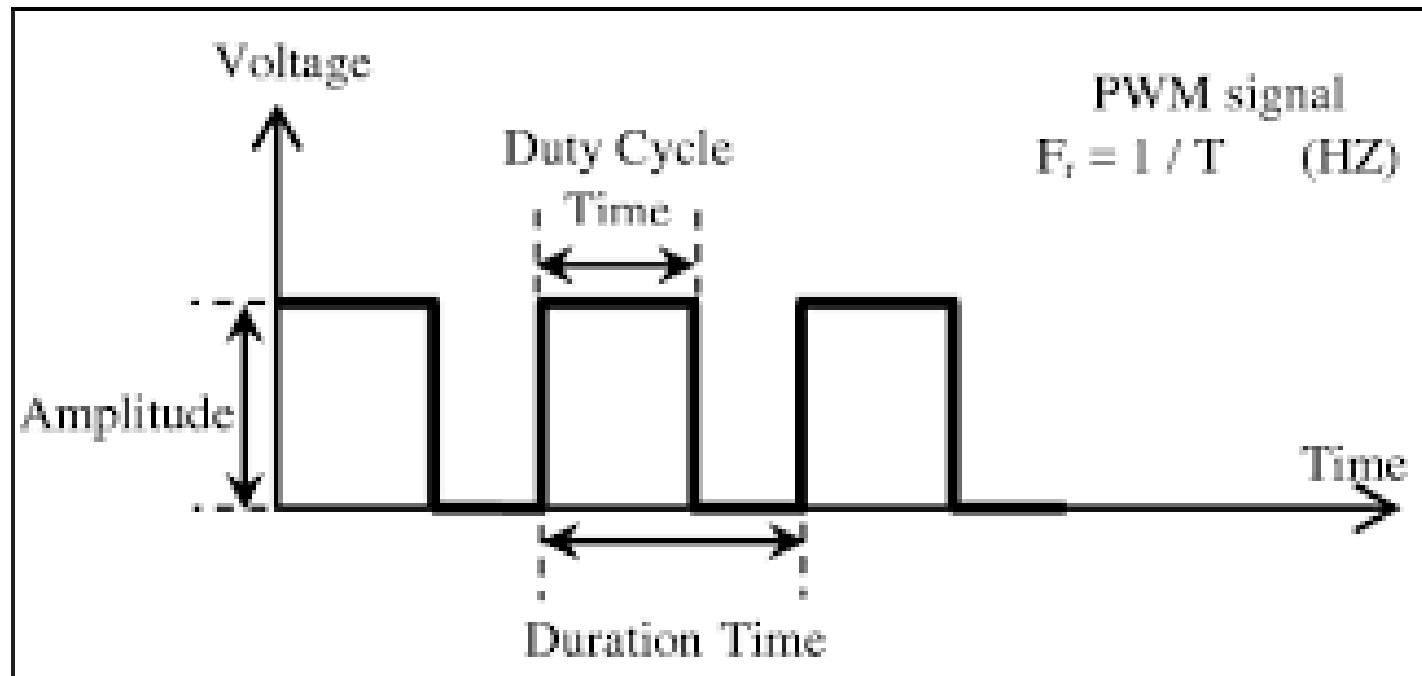 Voltage
PWM signal
Fᵣ = 1 / T (HZ)
Duty Cycle
Time
Amplitude
Time
Duration Time